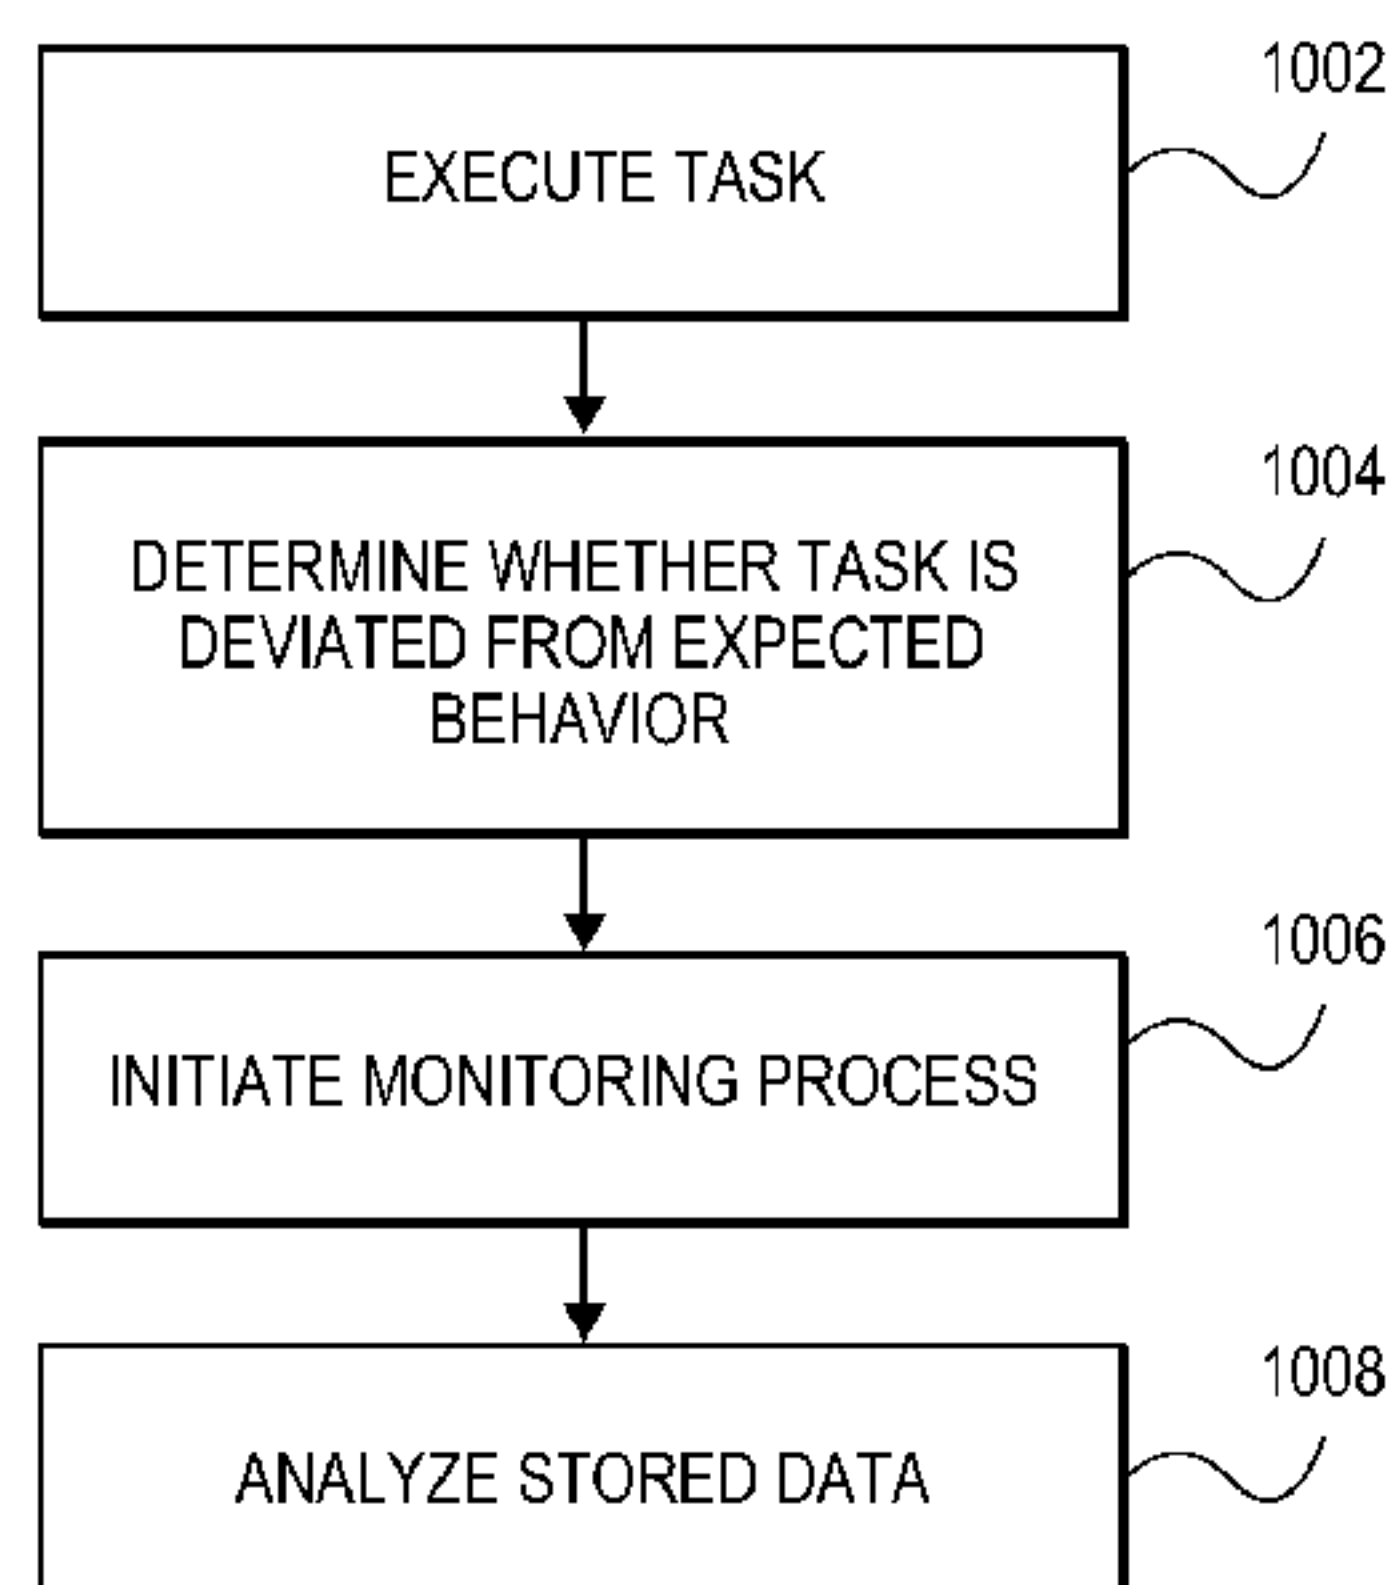 1002
EXECUTE TASK
1004
DETERMINE WHETHER TASK IS
DEVIATED FROM EXPECTED
BEHAVIOR
1006
INITIATE MONITORING PROCESS
1008
ANALYZE STORED DATA